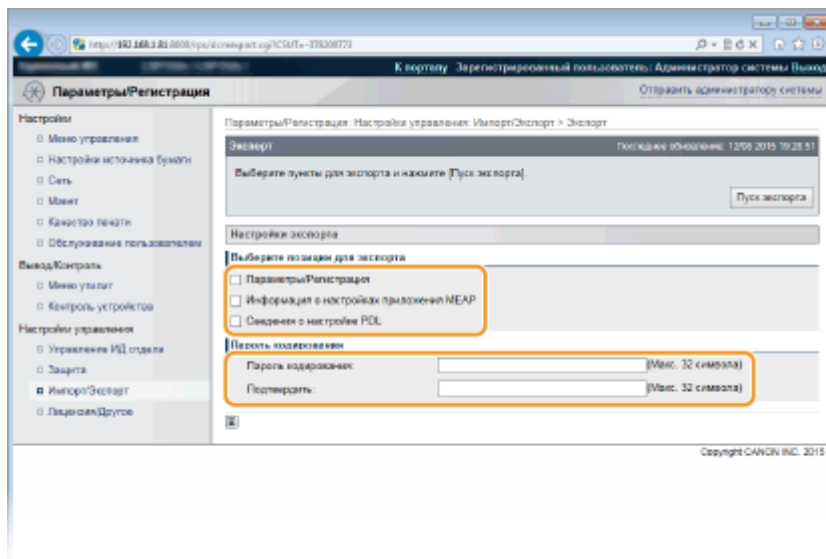 К порталу Зарегистрированный пользователь: Администратор системы Выход
Параметры/Регистрация
Отправить администратору системы
Настройки
Меню управления
Настройки источника бумаги
Сеть
Макет
Качество печати
Обслуживание пользователем
Вывод/Контроль
Меню утилит
Контроль устройства
Настройки управления
Управление ИД отдела
Защита
Импорт/Экспорт
Лицензия/Другое
Параметры/Регистрация: Настройки управления: Импорт/Экспорт > Экспорт
Экспорт
Последнее обновление: 12/08 2015 19:28:51
Выберите пункты для экспорта и нажмите [Пуск экспорта].
Пуск экспорта
Настройки экспорта
Выберите позиции для экспорта
Параметры/Регистрация
Информация о настройках приложения MEAP
Сведения о настройке PDL
Пароль кодирования
Пароль кодирования: (Макс. 32 символа)
Подтвердить: (Макс. 32 символа)
Copyright CANON INC. 2015